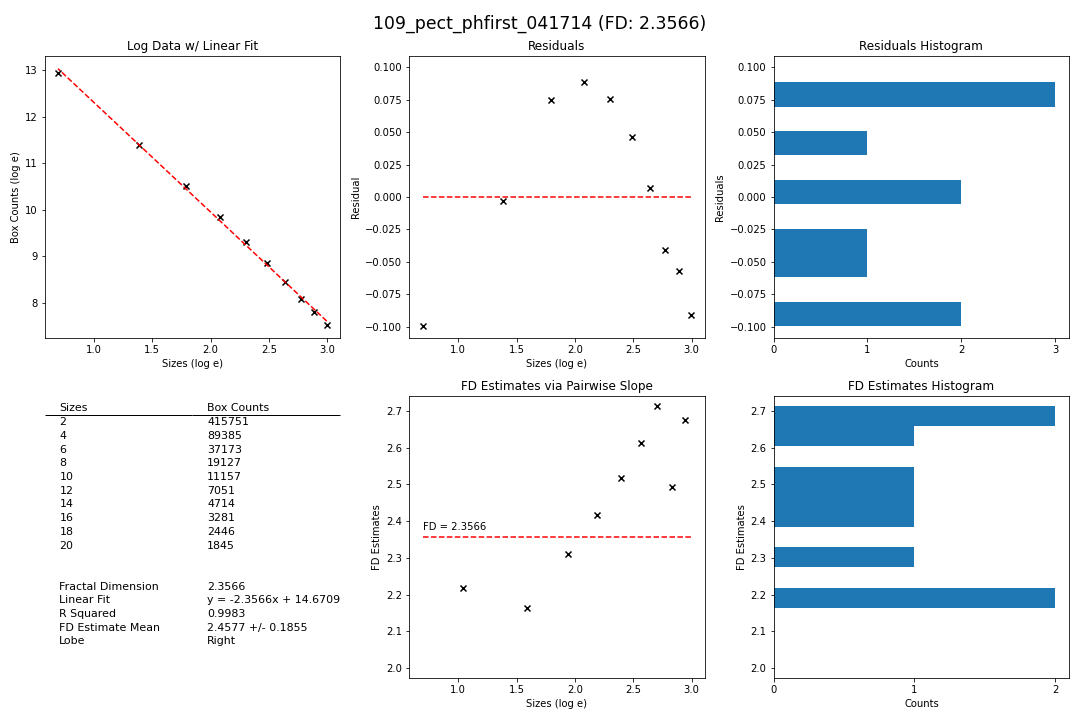 109_pect_phfirst_041714 (FD: 2.3566)
Log Data w/ Linear Fit
13
12
11
10
9
8
Box Counts (log e)
1.0 1.5 2.0 2.5 3.0
Sizes (log e)
Residuals
0.100
0.075
0.050
0.025
0.000
−0.025
−0.050
−0.075
−0.100
Residual
1.0 1.5 2.0 2.5 3.0
Sizes (log e)
Residuals Histogram
0.100
0.075
0.050
0.025
0.000
−0.025
−0.050
−0.075
−0.100
Residuals
0 1 2 3
Counts
Sizes Box Counts
2 415751
4 89385
6 37173
8 19127
10 11157
12 7051
14 4714
16 3281
18 2446
20 1845
Fractal Dimension 2.3566
Linear Fit y = -2.3566x + 14.6709
R Squared 0.9983
FD Estimate Mean 2.4577 +/- 0.1855
Lobe Right
FD Estimates via Pairwise Slope
2.7
2.6
2.5
2.4
2.3
2.2
2.1
2.0
FD Estimates
FD = 2.3566
1.0 1.5 2.0 2.5 3.0
Sizes (log e)
FD Estimates Histogram
2.7
2.6
2.5
2.4
2.3
2.2
2.1
2.0
FD Estimates
0 1 2
Counts